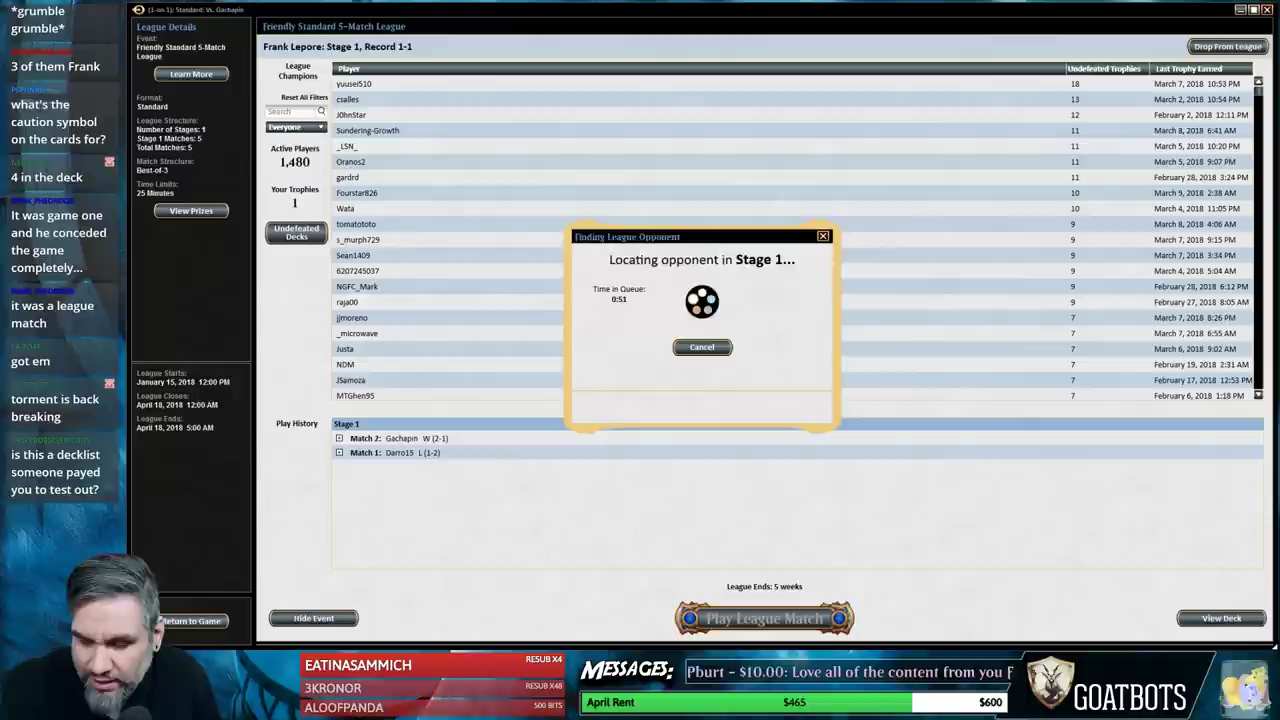 *grumble
grumble*
3 of them Frank
what's the
caution symbol
on the cards for?
4 in the deck
It was game one
and he conceded
the game
completely...
it was a league
match
got em
torment is back
breaking
is this a decklist
someone payed
you to test out?
(1-on-1): Standard: Vs. Gachapin
League Details
Event:
Friendly Standard 5-Match
League
Learn More
Format:
Standard
League Structure:
Number of Stages: 1
Stage 1 Matches: 5
Total Matches: 5
Match Structure:
Best-of-3
Time Limits:
25 Minutes
View Prizes
League Starts:
January 15, 2018 12:00 PM
League Closes:
April 18, 2018 12:00 AM
League Ends:
April 18, 2018 5:00 AM
Return to Game
Friendly Standard 5-Match League
Frank Lepore: Stage 1, Record 1-1
Drop From League
League
Champions
Reset All Filters
Search
Everyone
Active Players
1,480
Your Trophies
1
Undefeated
Decks
Player Undefeated Trophies Last Trophy Earned
yuusei510 18 March 7, 2018 10:53 PM
csalles 13 March 2, 2018 10:54 PM
J0hnStar 12 February 2, 2018 12:11 PM
Sundering-Growth 11 March 8, 2018 6:41 AM
_LSN_ 11 March 5, 2018 10:20 PM
Oranos2 11 March 5, 2018 9:07 PM
gardrd 11 February 28, 2018 3:24 PM
Fourstar826 10 March 9, 2018 2:38 AM
Wata 10 March 4, 2018 11:05 PM
tomatototo 9 March 8, 2018 4:06 AM
s_murph729 9 March 7, 2018 9:15 PM
Sean1409 9 March 7, 2018 3:34 PM
6207245037 9 March 4, 2018 5:04 AM
NGFC_Mark 9 February 28, 2018 6:12 PM
raja00 9 February 27, 2018 8:05 AM
jjmoreno 7 March 7, 2018 8:26 PM
_microwave 7 March 7, 2018 6:55 AM
Justa 7 March 6, 2018 9:02 AM
NDM 7 February 19, 2018 2:31 AM
JSamoza 7 February 17, 2018 12:53 PM
MTGhen95 7 February 6, 2018 1:18 PM
Finding League Opponent
Locating opponent in Stage 1...
Time in Queue:
0:51
Cancel
Play History
Stage 1
Match 2: Gachapin W (2-1)
Match 1: Darro15 L (1-2)
League Ends: 5 weeks
Hide Event
Play League Match
View Deck
EATINASAMMICH RESUB X4
3KRONOR RESUB X48
ALOOFPANDA 500 BITS
MESSAGES:
Pburt – $10.00: Love all of the content from you F
April Rent $465 $600
GOATBOTS